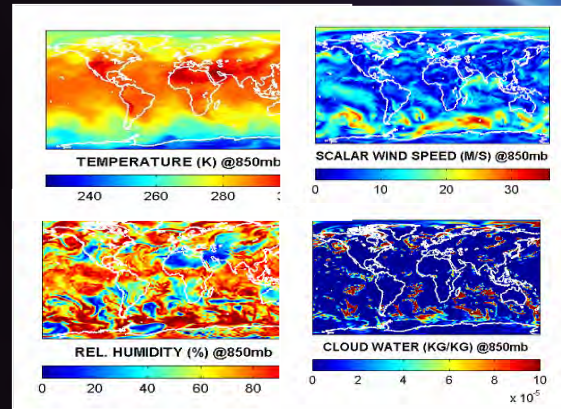 TEMPERATURE (K) @850mb
240 260 280
SCALAR WIND SPEED (M/S) @850mb
0 10 20 30
REL. HUMIDITY (%) @850mb
0 20 40 60 80
CLOUD WATER (KG/KG) @850mb
0 2 4 6 8 10
x 10-5